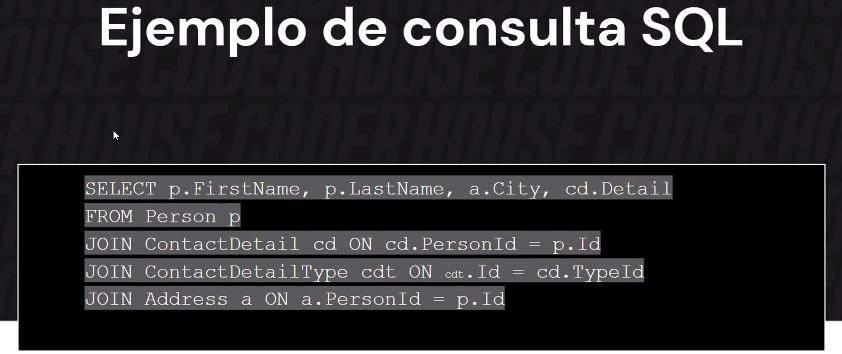 Ejemplo de consulta SQL
SELECT p.FirstName, p.LastName, a.City, cd.Detail
FROM Person p
JOIN ContactDetail cd ON cd.PersonId = p.Id
JOIN ContactDetailType cdt ON cdt.Id = cd.TypeId
JOIN Address a ON a.PersonId = p.Id